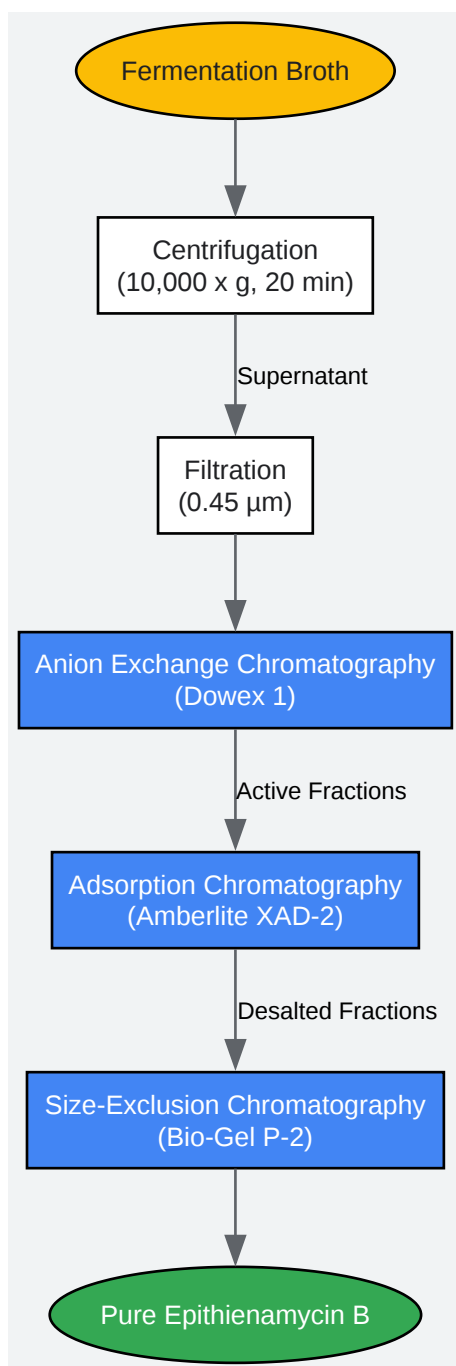 Fermentation Broth
Centrifugation
(10,000 x g, 20 min)
Supernatant
Filtration
(0.45 µm)
Anion Exchange Chromatography
(Dowex 1)
Active Fractions
Adsorption Chromatography
(Amberlite XAD-2)
Desalted Fractions
Size-Exclusion Chromatography
(Bio-Gel P-2)
Pure Epithienamycin B